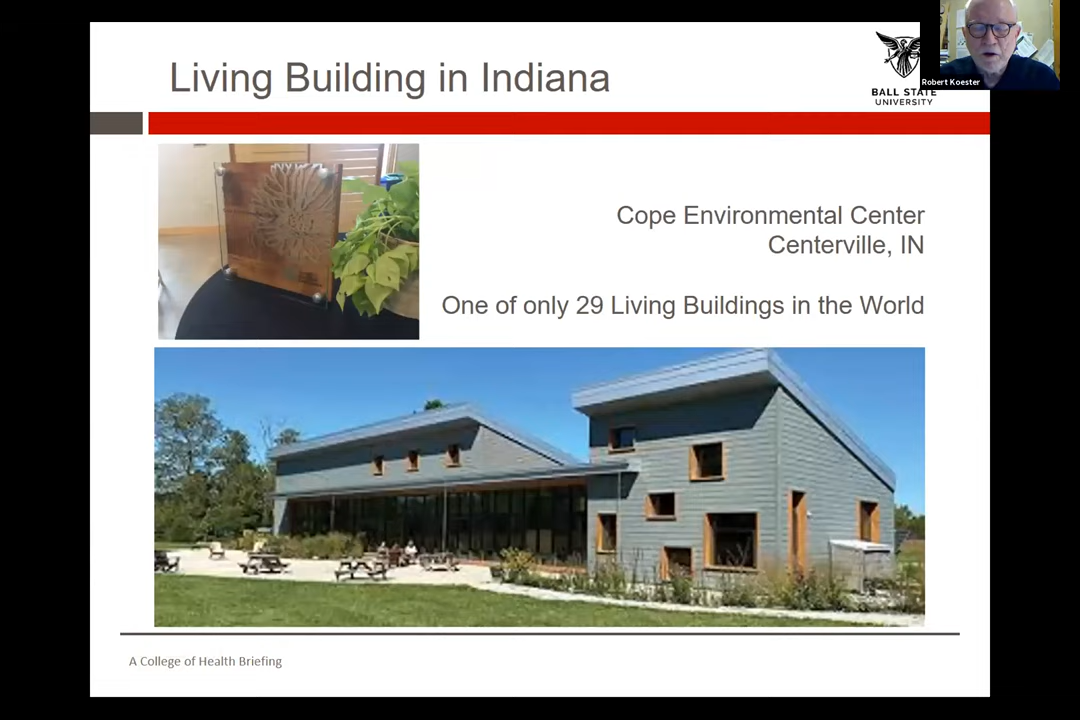 Living Building in Indiana
BALL STATE
UNIVERSITY
Robert Koester
Cope Environmental Center
Centerville, IN
One of only 29 Living Buildings in the World
A College of Health Briefing